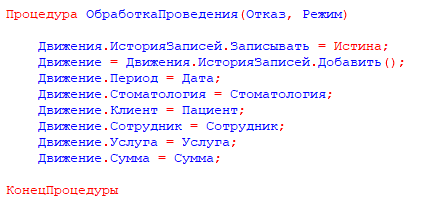 Процедура ОбработкаПроведения(Отказ, Режим)
Движения.ИсторияЗаписей.Записывать = Истина;
Движение = Движения.ИсторияЗаписей.Добавить();
Движение.Период = Дата;
Движение.Стоматология = Стоматология;
Движение.Клиент = Пациент;
Движение.Сотрудник = Сотрудник;
Движение.Услуга = Услуга;
Движение.Сумма = Сумма;
КонецПроцедуры